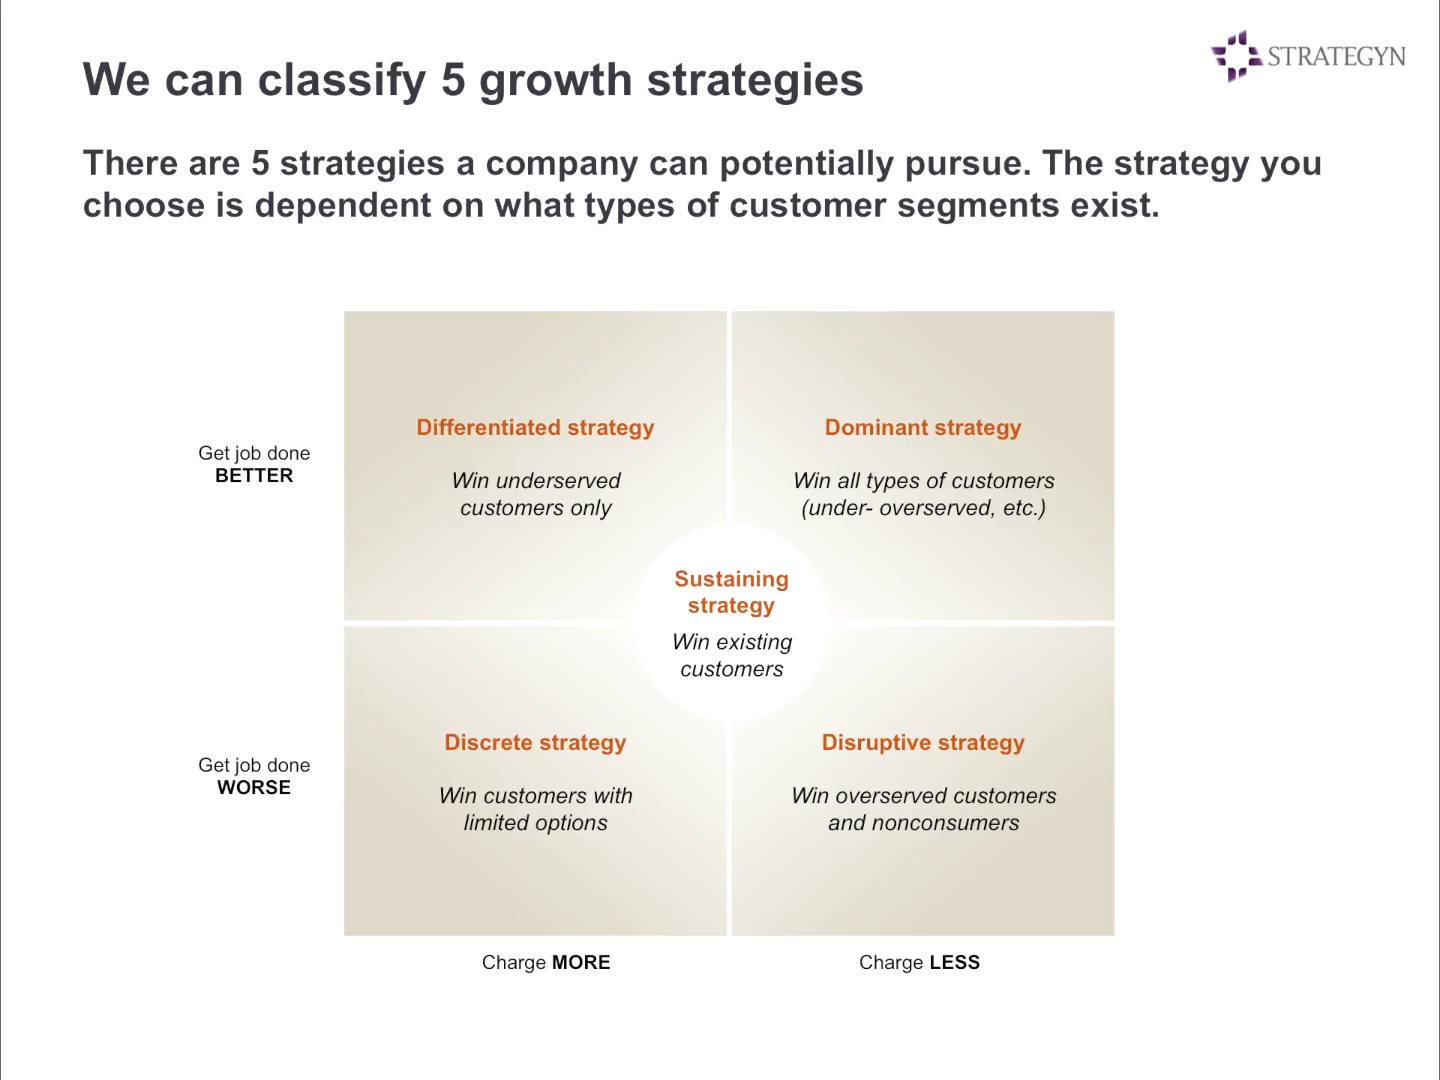 STRATEGYN
We can classify 5 growth strategies
There are 5 strategies a company can potentially pursue. The strategy you
choose is dependent on what types of customer segments exist.
Get job done
BETTER
Differentiated strategy
Win underserved
customers only
Dominant strategy
Win all types of customers
(under- overserved, etc.)
Sustaining
strategy
Win existing
customers
Get job done
WORSE
Discrete strategy
Win customers with
limited options
Disruptive strategy
Win overserved customers
and nonconsumers
Charge MORE
Charge LESS